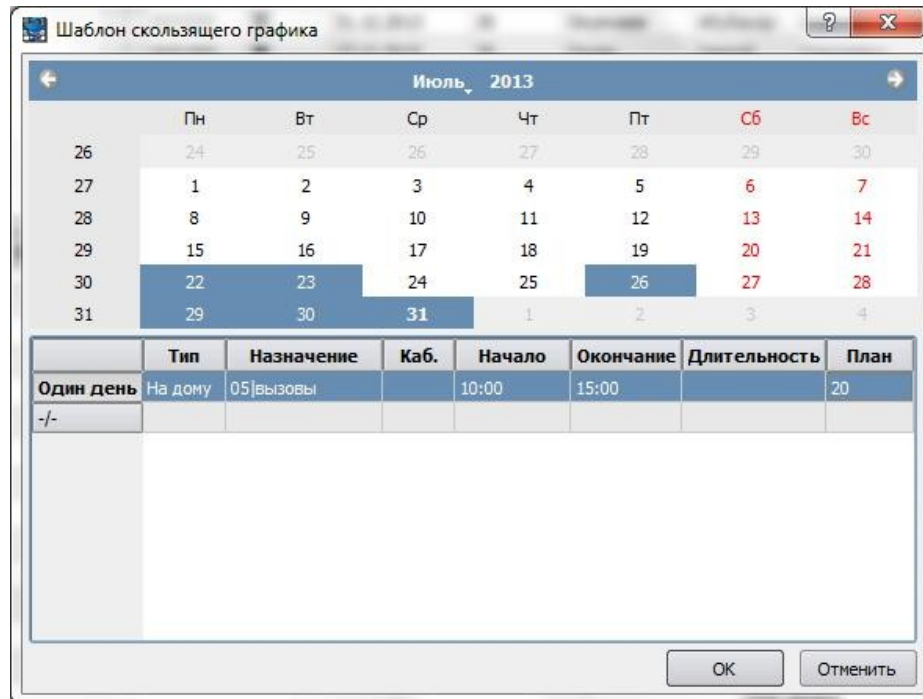 Шаблон скользящего графика
Июль 2013
Пн Вт Ср Чт Пт Сб Вс
26 24 25 26 27 28 29 30
27 1 2 3 4 5 6 7
28 8 9 10 11 12 13 14
29 15 16 17 18 19 20 21
30 22 23 24 25 26 27 28
31 29 30 31 1 2 3 4
Тип Назначение Каб. Начало Окончание Длительность План
Один день На дому 05|вызовы 10:00 15:00 20
-/-
OK Отменить